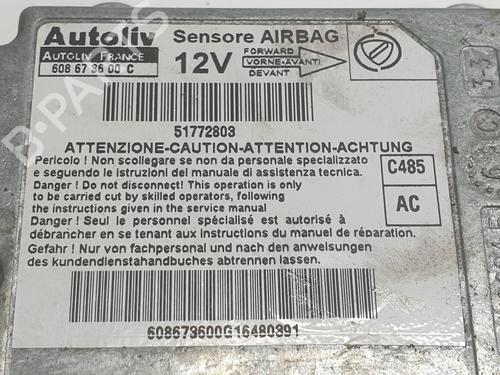 Autoliv
AUTOLIV FRANCE
608 67 36 00 C
Sensore AIRBAG
12V
FORWARD
VORNE-AVANTI
DEVANT
51772803
ATTENZIONE-CAUTION-ATTENTION-ACHTUNG
Pericolo ! Non scollegare se non da personale specializzato
e seguendo le istruzioni del manuale di assistenza tecnica.
Danger ! Do not disconnect! This operation is only
to be carried cut by skilled operators, following
the instructions given in the service manual
Danger ! Seul le personnel spécialisé est autorisé à
débrancher en se tenant aux instructions du manuel de réparation.
Gefahr ! Nur von fachpersonal und nach den anweisungen
des kundendienstahandbuches abtrennen lassen.
C485
AC
608673600G16480391
B-PARTS